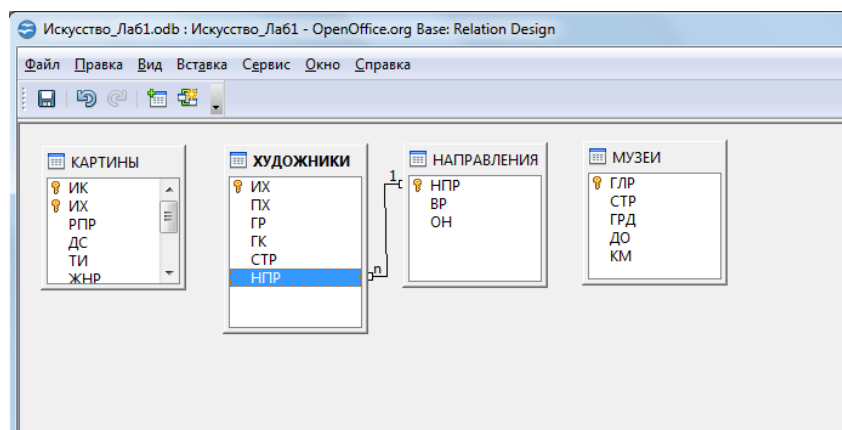 Искусство_Лаб1.odb : Искусство_Лаб1 - OpenOffice.org Base: Relation Design
Файл Правка Вид Вставка Сервис Окно Справка
КАРТИНЫ
ИК
ИХ
РПР
ДС
ТИ
ЖНР
ХУДОЖНИКИ
ИХ
ПХ
ГР
ГК
СТР
НПР
n
1
НАПРАВЛЕНИЯ
НПР
ВР
ОН
МУЗЕИ
ГЛР
СТР
ГРД
ДО
КМ